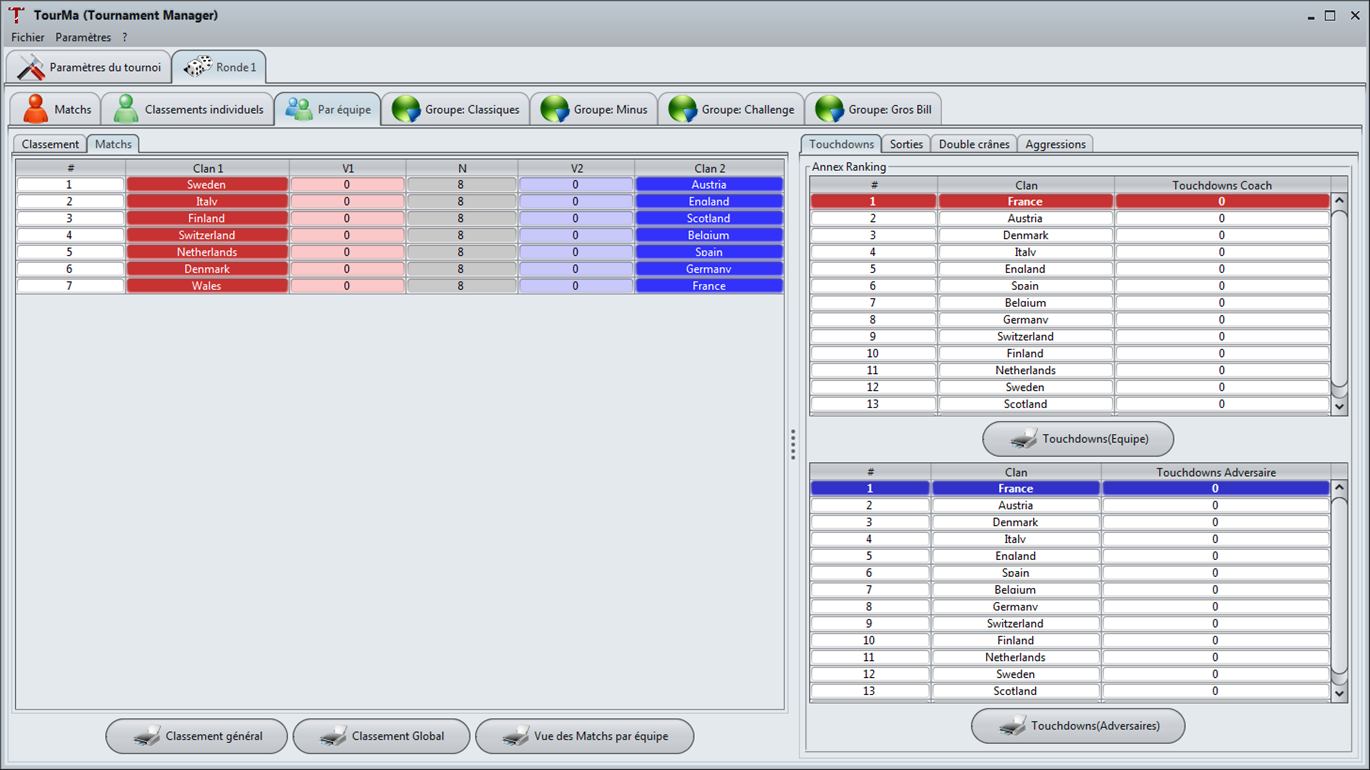 TourMa (Tournament Manager)
Fichier Paramètres ?
Paramètres du tournoi Ronde1
Matchs Classements individuels Par équipe Groupe: Classiques Groupe: Minus Groupe: Challenge Groupe: Gros Bill
Classement Matchs
# Clan 1 V1 N V2 Clan 2
1 Sweden 0 8 0 Austria
2 Italy 0 8 0 England
3 Finland 0 8 0 Scotland
4 Switzerland 0 8 0 Belgium
5 Netherlands 0 8 0 Spain
6 Denmark 0 8 0 Germany
7 Wales 0 8 0 France
Classement général Classement Global Vue des Matchs par équipe
Touchdowns Sorties Double crânes Aggressions
Annex Ranking
# Clan Touchdowns Coach
1 France 0
2 Austria 0
3 Denmark 0
4 Italy 0
5 England 0
6 Spain 0
7 Belgium 0
8 Germany 0
9 Switzerland 0
10 Finland 0
11 Netherlands 0
12 Sweden 0
13 Scotland 0
Touchdowns(Equipe)
# Clan Touchdowns Adversaire
1 France 0
2 Austria 0
3 Denmark 0
4 Italy 0
5 England 0
6 Spain 0
7 Belgium 0
8 Germany 0
9 Switzerland 0
10 Finland 0
11 Netherlands 0
12 Sweden 0
13 Scotland 0
Touchdowns(Adversaires)